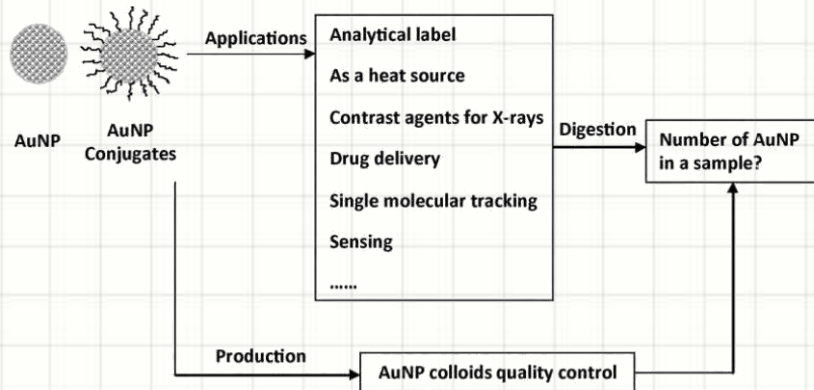 Applications
AuNP
AuNP
Conjugates
Analytical label
As a heat source
Contrast agents for X-rays
Drug delivery
Single molecular tracking
Sensing
......
Digestion
Number of AuNP
in a sample?
Production
AuNP colloids quality control